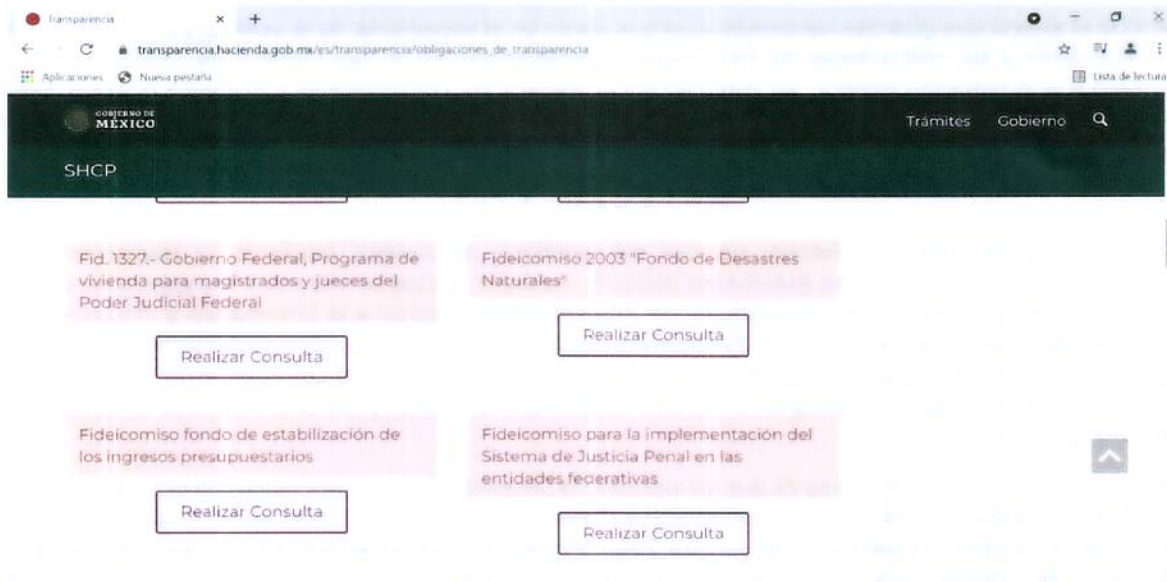 Transparencia
transparencia.hacienda.gob.mx/es/transparencia/obligaciones_de_transparencia
Aplicaciones
Nueva pestaña
Lista de lectura
GOBIERNO DE
MÉXICO
Trámites
Gobierno
SHCP
Fid. 1327.- Gobierno Federal, Programa de
vivienda para magistrados y jueces del
Poder Judicial Federal
Realizar Consulta
Fideicomiso 2003 "Fondo de Desastres
Naturales"
Realizar Consulta
Fideicomiso fondo de estabilización de
los ingresos presupuestarios
Realizar Consulta
Fideicomiso para la implementación del
Sistema de Justicia Penal en las
entidades federativas
Realizar Consulta